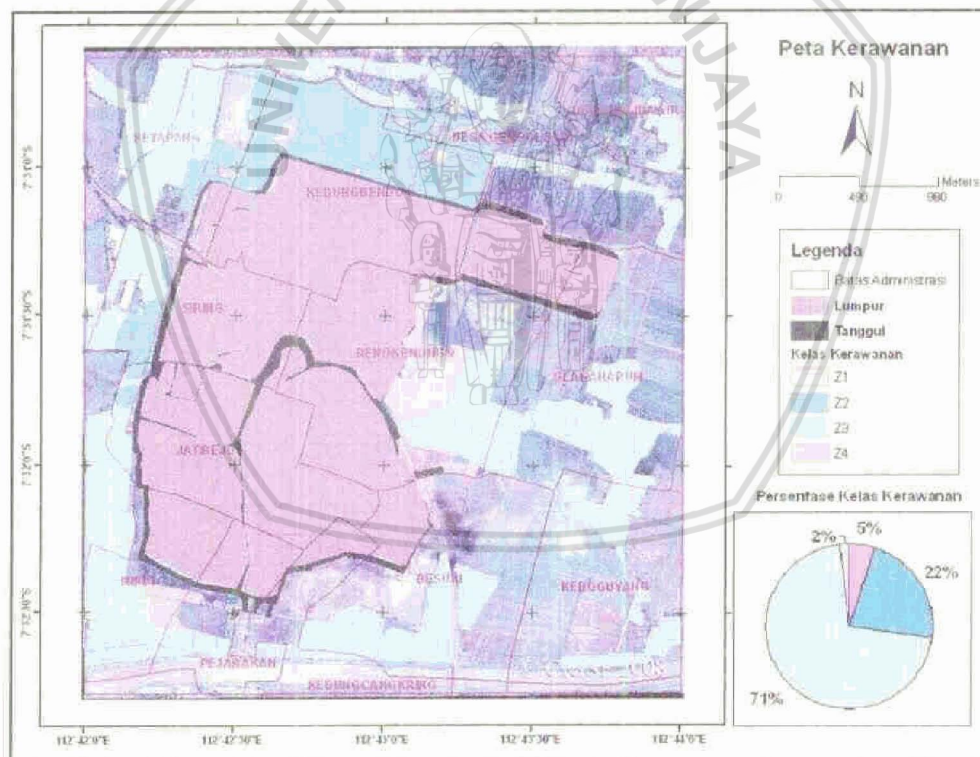 Peta Kerawanan
N
0 490 980 Meters
Legenda
Batas Administrasi
Lumpur
Tanggul
Kelas Kerawanan
Z1
Z2
Z3
Z4
Persentase Kelas Kerawanan
2%
5%
22%
71%
KETAPANG
KEDUNGBENDO
SIRING
RENOKENONGO
GLAGAHARUM
JATIREJO
BESUKI
KEBOGUYANG
PEJARAKAN
KEDUNGCANGKRING
112°42'0"E
112°42'30"E
112°43'0"E
112°43'30"E
112°44'0"E
7°31'0"S
7°31'30"S
7°32'0"S
7°32'30"S